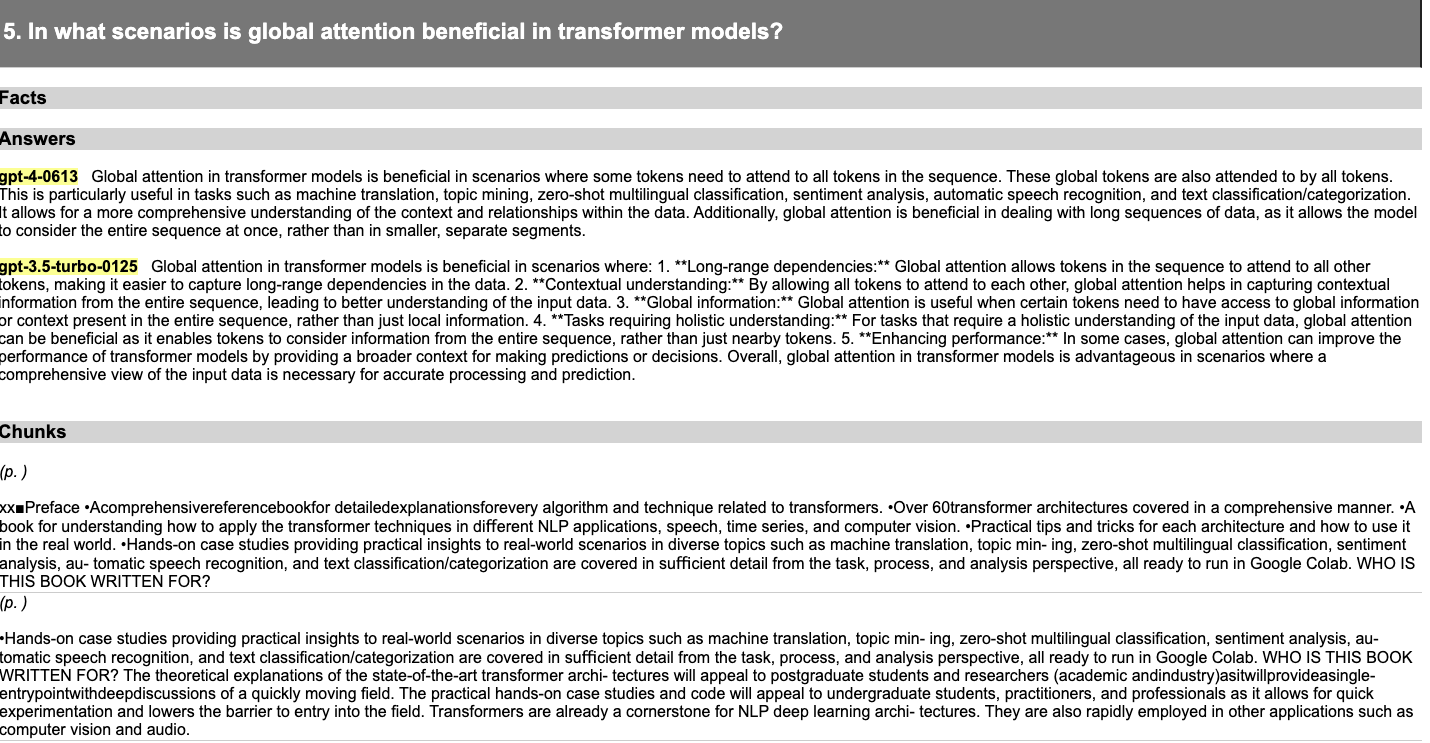 5. In what scenarios is global attention beneficial in transformer models?
Facts
Answers
gpt-4-0613 Global attention in transformer models is beneficial in scenarios where some tokens need to attend to all tokens in the sequence. These global tokens are also attended to by all tokens.
This is particularly useful in tasks such as machine translation, topic mining, zero-shot multilingual classification, sentiment analysis, automatic speech recognition, and text classification/categorization.
It allows for a more comprehensive understanding of the context and relationships within the data. Additionally, global attention is beneficial in dealing with long sequences of data, as it allows the model
to consider the entire sequence at once, rather than in smaller, separate segments.
gpt-3.5-turbo-0125 Global attention in transformer models is beneficial in scenarios where: 1. **Long-range dependencies:** Global attention allows tokens in the sequence to attend to all other
tokens, making it easier to capture long-range dependencies in the data. 2. **Contextual understanding:** By allowing all tokens to attend to each other, global attention helps in capturing contextual
information from the entire sequence, leading to better understanding of the input data. 3. **Global information:** Global attention is useful when certain tokens need to have access to global information
or context present in the entire sequence, rather than just local information. 4. **Tasks requiring holistic understanding:** For tasks that require a holistic understanding of the input data, global attention
can be beneficial as it enables tokens to consider information from the entire sequence, rather than just nearby tokens. 5. **Enhancing performance:** In some cases, global attention can improve the
performance of transformer models by providing a broader context for making predictions or decisions. Overall, global attention in transformer models is advantageous in scenarios where a
comprehensive view of the input data is necessary for accurate processing and prediction.
Chunks
(p. )
xx■Preface •Acomprehensivereferencebookfor detailedexplanationsforevery algorithm and technique related to transformers. •Over 60transformer architectures covered in a comprehensive manner. •A
book for understanding how to apply the transformer techniques in different NLP applications, speech, time series, and computer vision. •Practical tips and tricks for each architecture and how to use it
in the real world. •Hands-on case studies providing practical insights to real-world scenarios in diverse topics such as machine translation, topic min- ing, zero-shot multilingual classification, sentiment
analysis, au- tomatic speech recognition, and text classification/categorization are covered in sufficient detail from the task, process, and analysis perspective, all ready to run in Google Colab. WHO IS
THIS BOOK WRITTEN FOR?
(p. )
•Hands-on case studies providing practical insights to real-world scenarios in diverse topics such as machine translation, topic min- ing, zero-shot multilingual classification, sentiment analysis, au-
tomatic speech recognition, and text classification/categorization are covered in sufficient detail from the task, process, and analysis perspective, all ready to run in Google Colab. WHO IS THIS BOOK
WRITTEN FOR? The theoretical explanations of the state-of-the-art transformer archi- tectures will appeal to postgraduate students and researchers (academic andindustry)asitwillprovideasingle-
entrypointwithdeepdiscussions of a quickly moving field. The practical hands-on case studies and code will appeal to undergraduate students, practitioners, and professionals as it allows for quick
experimentation and lowers the barrier to entry into the field. Transformers are already a cornerstone for NLP deep learning archi- tectures. They are also rapidly employed in other applications such as
computer vision and audio.